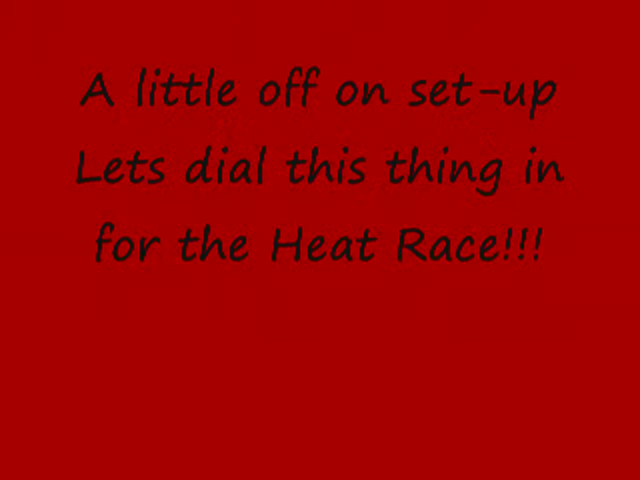 A little off on set-up
Lets dial this thing in
for the Heat Race!!!